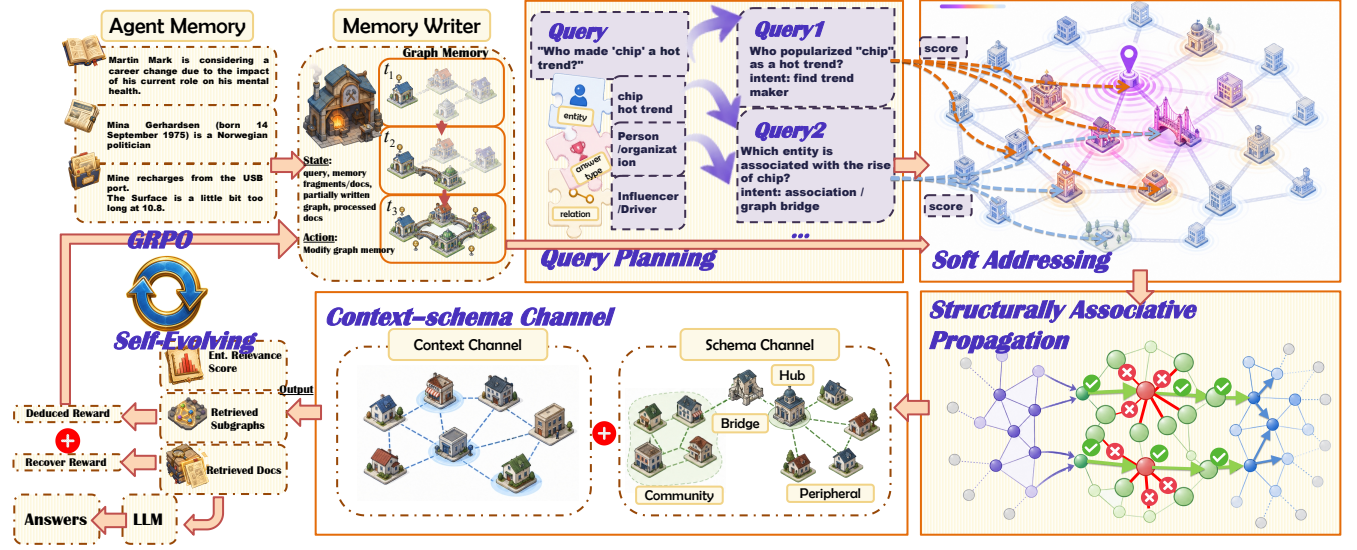 Agent Memory
Martin Mark is considering a
career change due to the impact
of his current role on his mental
health.
Mina Gerhardsen (born 14
September 1975) is a Norwegian
politician
Mine recharges from the USB
port.
The Surface is a little bit too
long at 10.8.
Memory Writer
Graph Memory
t1
t2
t3
State:
query, memory
fragments/docs,
partially written
graph, processed
docs
Action:
Modify graph memory
Query
"Who made 'chip' a hot
trend?"
entity
answer
type
relation
chip
hot trend
Person
/organizat
ion
Influencer
/Driver
Query1
Who popularized "chip"
as a hot trend?
intent: find trend
maker
Query2
Which entity is
associated with the rise
of chip?
intent: association /
graph bridge
...
Query Planning
score
score
Soft Addressing
GRPO
Self-Evolving
Ent. Relevance
Score
Retrieved
Subgraphs
Retrieved Docs
Output
Deduced Reward
Recover Reward
Answers
LLM
Context-schema Channel
Context Channel
Schema Channel
Hub
Bridge
Community
Peripheral
Structurally Associative
Propagation